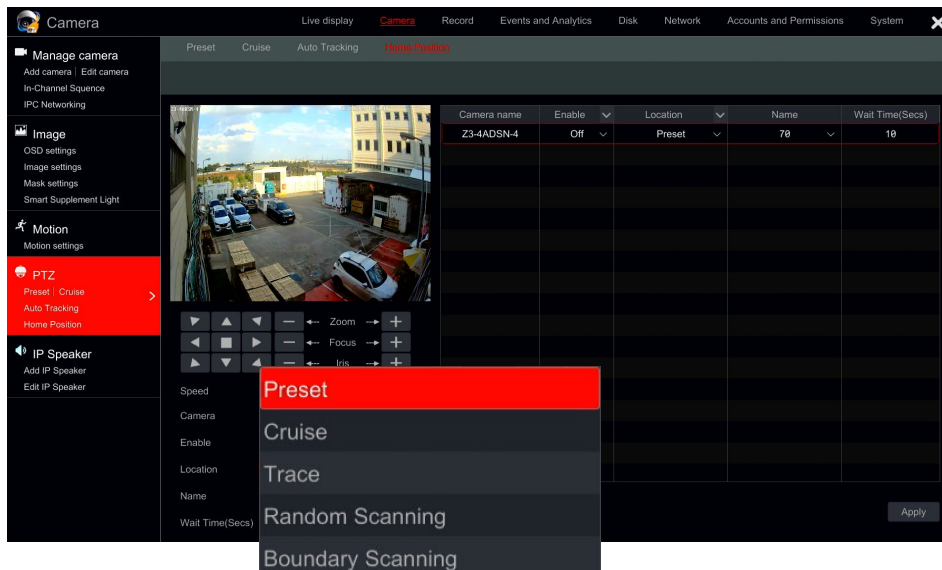 Camera
Live display Camera Record Events and Analytics Disk Network Accounts and Permissions System
Manage camera
Add camera | Edit camera
In-Channel Squence
IPC Networking
Image
OSD settings
Image settings
Mask settings
Smart Supplement Light
Motion
Motion settings
PTZ
Preset | Cruise
Auto Tracking
Home Position
IP Speaker
Add IP Speaker
Edit IP Speaker
Preset Cruise Auto Tracking Home Position
Zoom
Focus
Iris
Speed
Camera
Enable
Location
Name
Wait Time(Secs)
Preset
Cruise
Trace
Random Scanning
Boundary Scanning
Camera name Enable Location Name Wait Time(Secs)
Z3-4ADSN-4 Off Preset 70 10
Apply